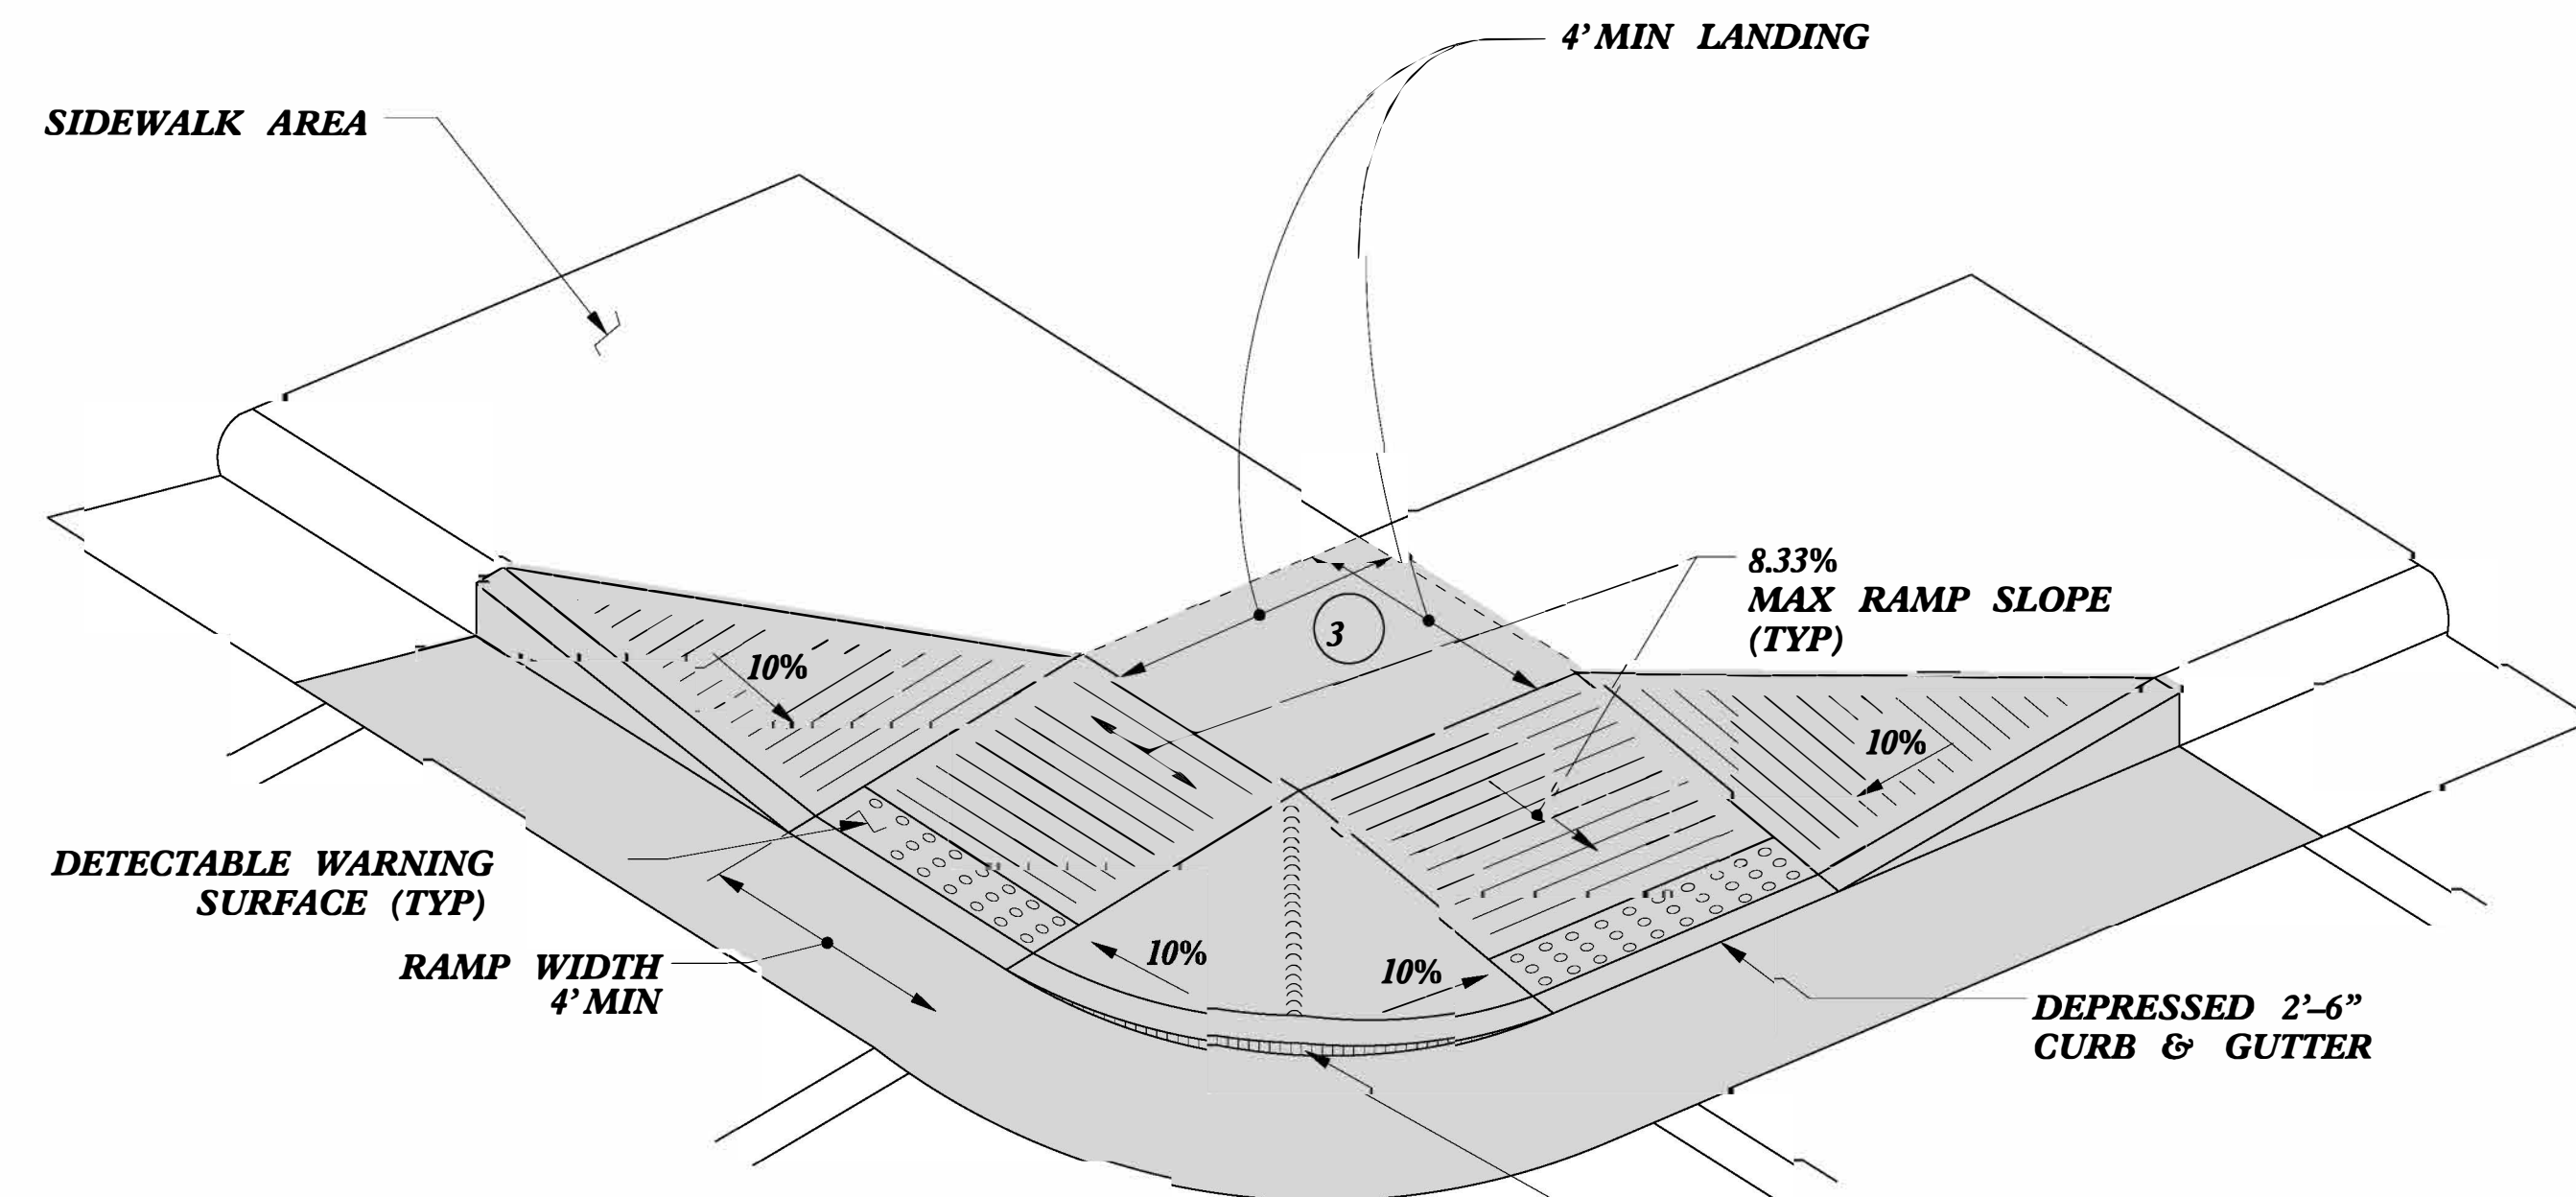 4' MIN LANDING
SIDEWALK AREA
8.33%
MAX RAMP SLOPE
(TYP)
3
10%
10%
DETECTABLE WARNING
SURFACE (TYP)
RAMP WIDTH
4' MIN
10%
10%
DEPRESSED 2'–6"
CURB & GUTTER